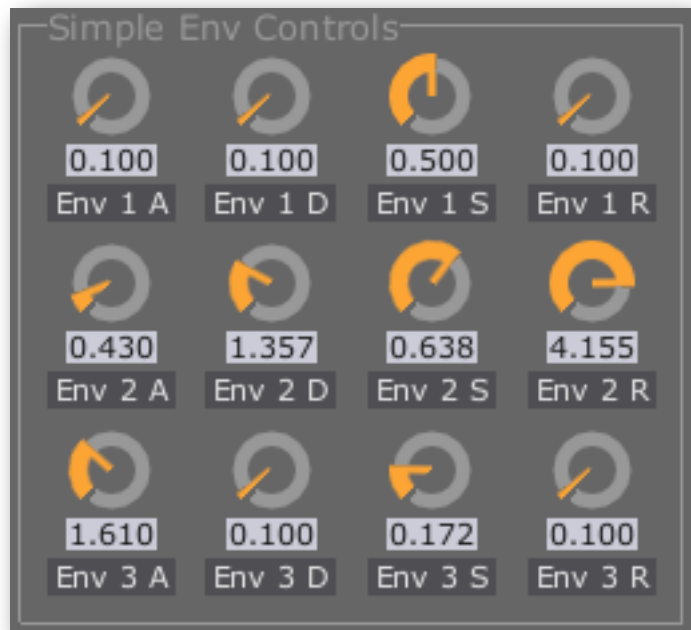 Simple Env Controls
0.100 0.100 0.500 0.100
Env 1 A Env 1 D Env 1 S Env 1 R
0.430 1.357 0.638 4.155
Env 2 A Env 2 D Env 2 S Env 2 R
1.610 0.100 0.172 0.100
Env 3 A Env 3 D Env 3 S Env 3 R